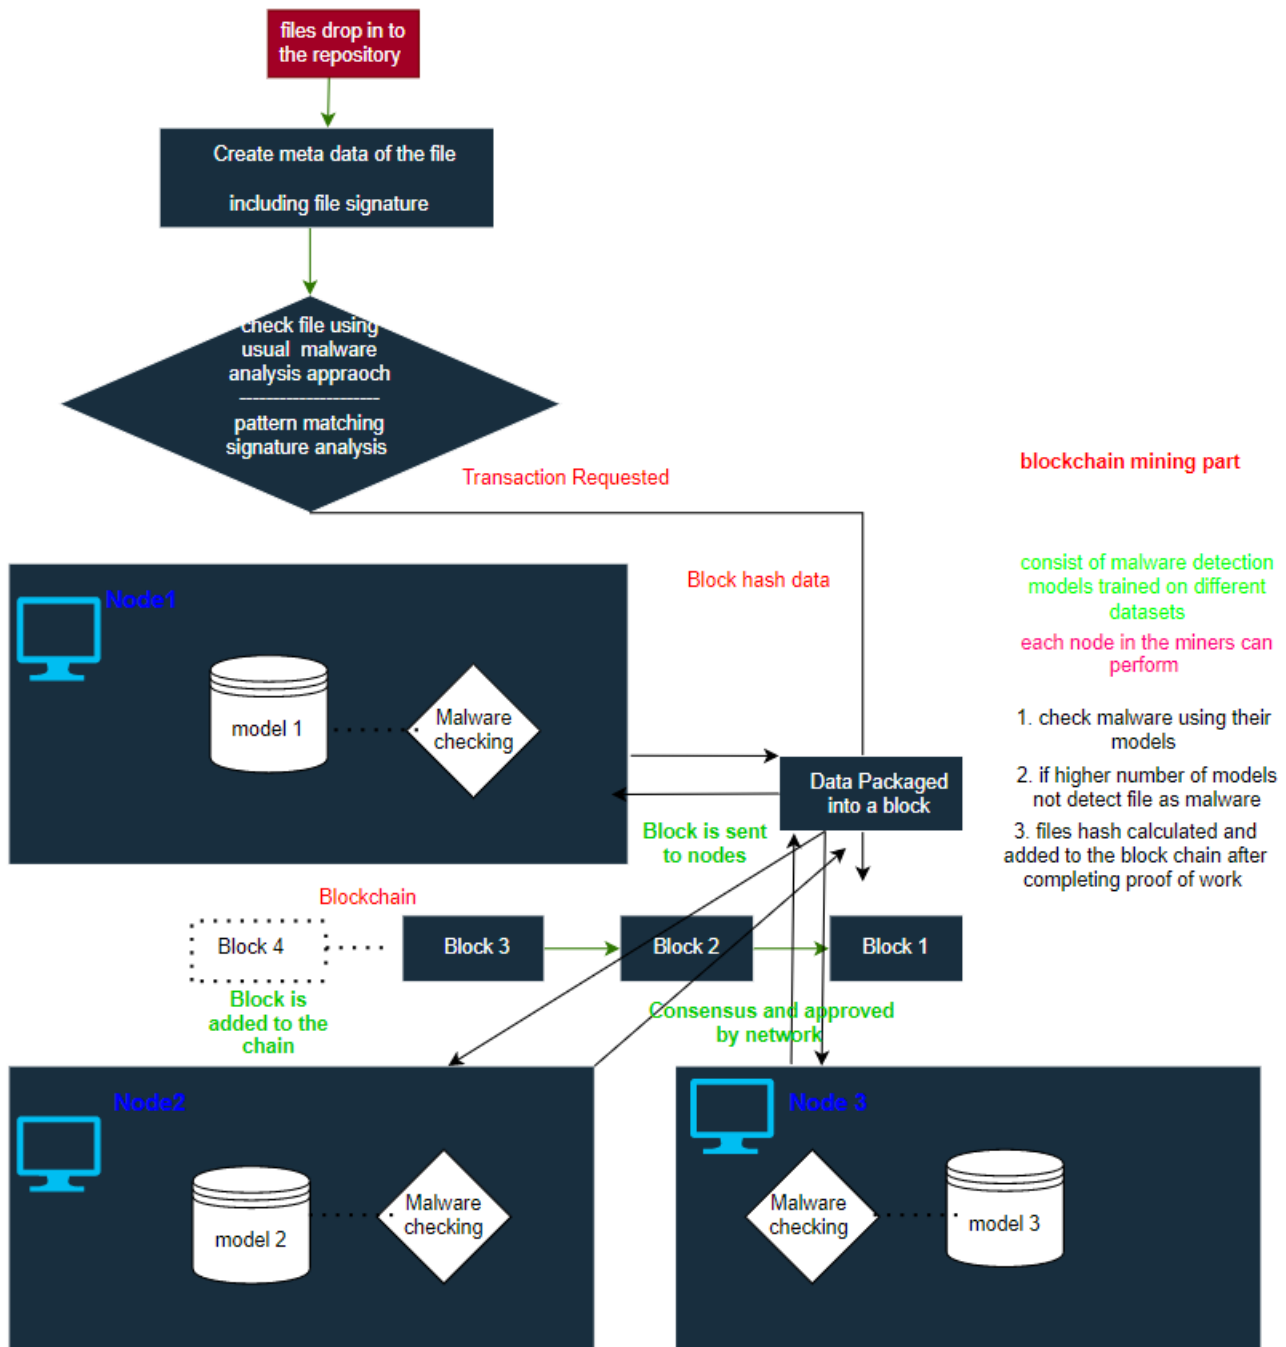 files drop in to
the repository
Create meta data of the file
including file signature
check file using
usual malware
analysis appraoch
--------------------
pattern matching
signature analysis
Transaction Requested
blockchain mining part
Block hash data
consist of malware detection
models trained on different
datasets
each node in the miners can
perform
1. check malware using their
models
2. if higher number of models
not detect file as malware
3. files hash calculated and
added to the block chain after
completing proof of work
Node1
model 1
Malware
checking
Data Packaged
into a block
Block is sent
to nodes
Blockchain
Block 4
Block 3
Block 2
Block 1
Block is
added to the
chain
Consensus and approved
by network
Node2
model 2
Malware
checking
Node 3
Malware
checking
model 3